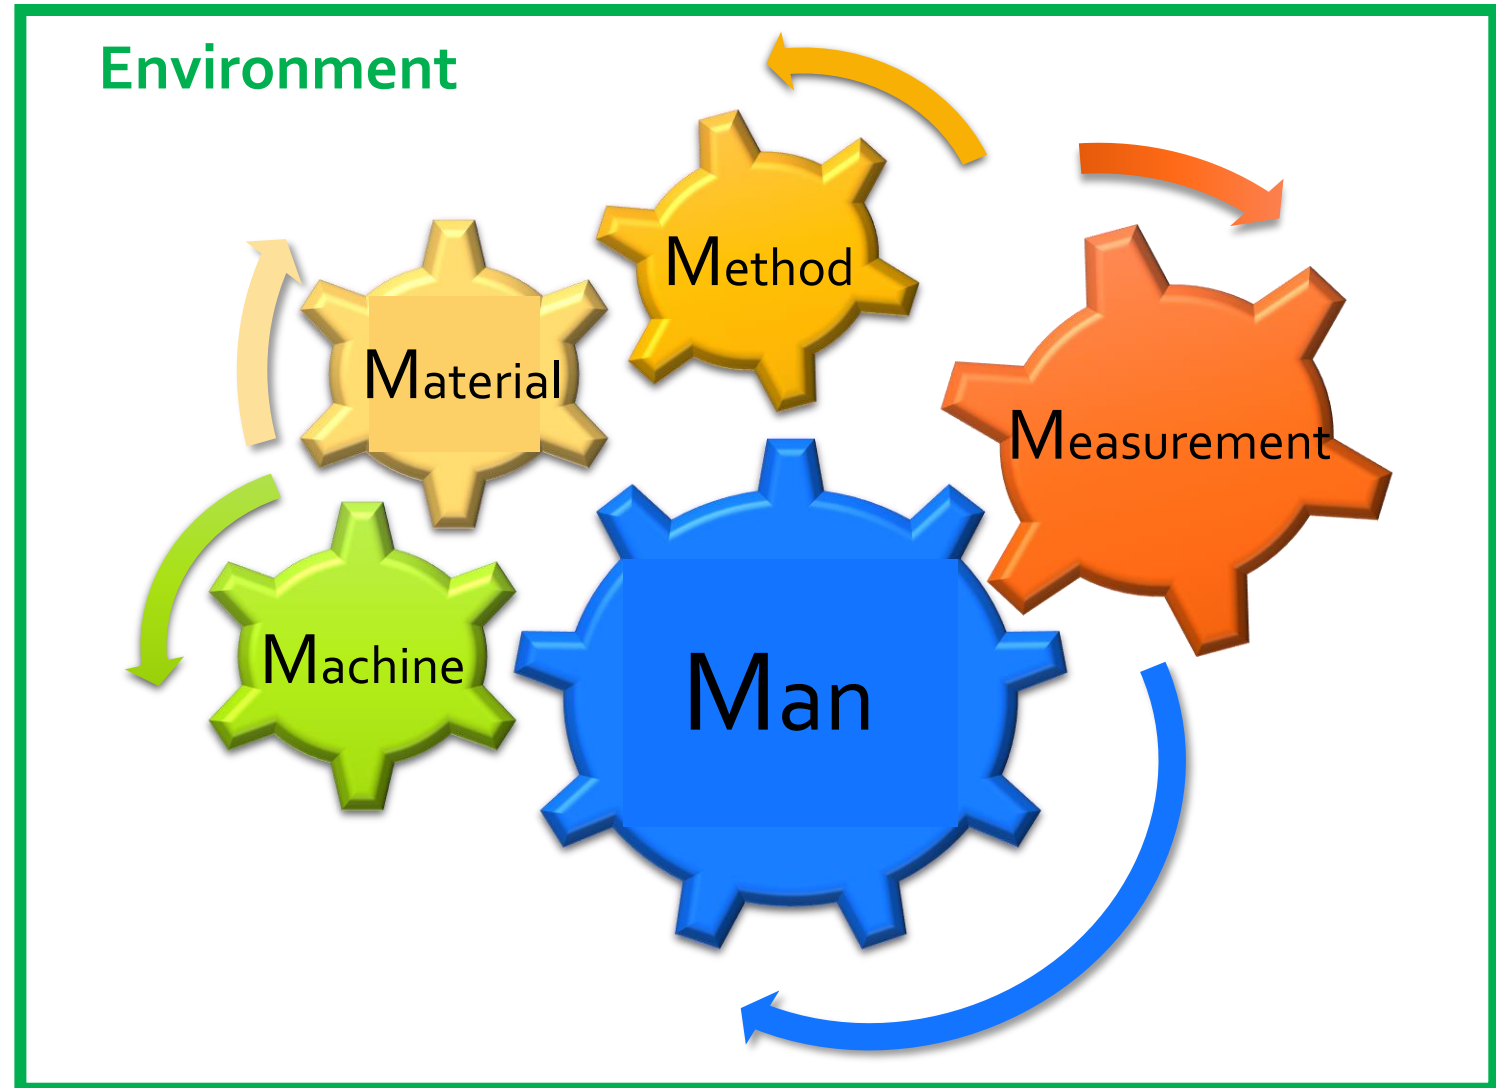 Environment
Method
Material
Measurement
Machine
Man